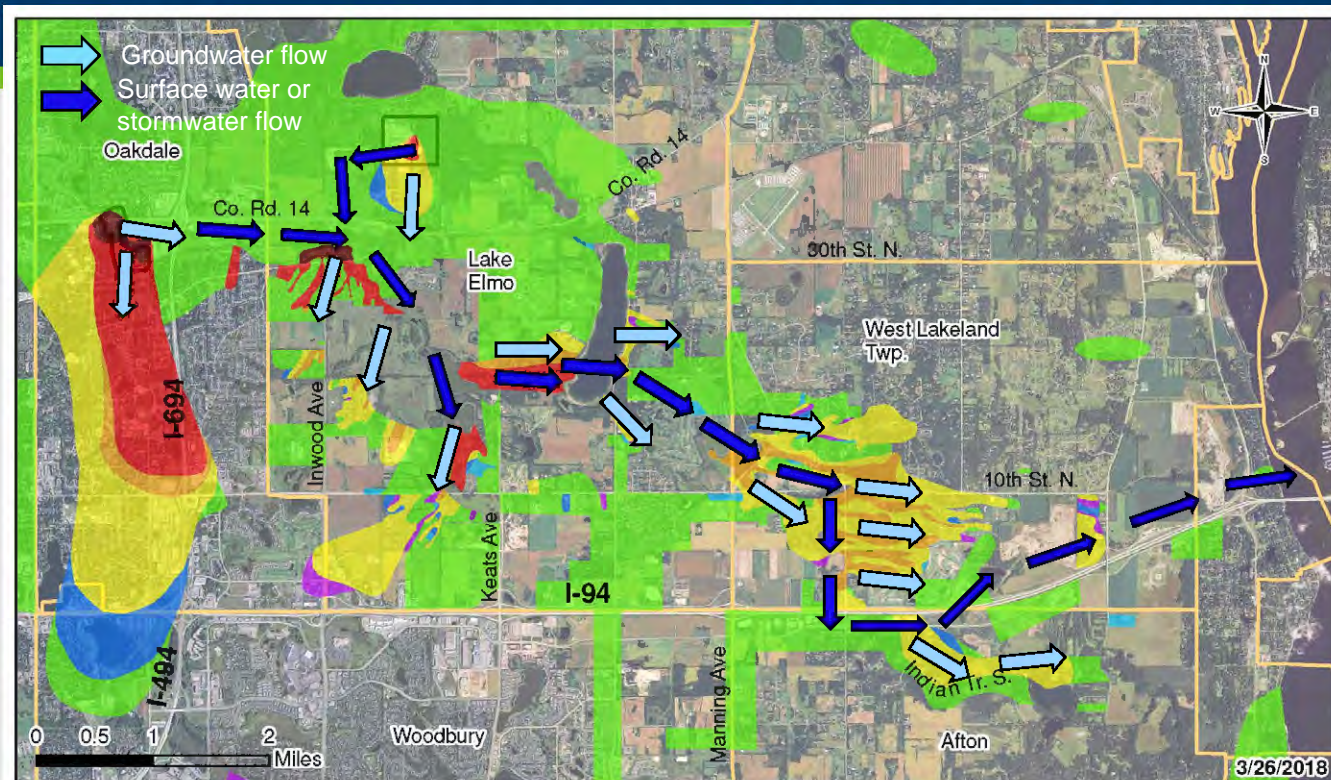 Groundwater flow
Surface water or
stormwater flow
Oakdale
N
W E
S
Co. Rd. 14
Co. Rd. 14
30th St. N.
Lake
Elmo
West Lakeland
Twp.
I-694
Inwood Ave
10th St. N.
Keats Ave
I-94
I-494
Manning Ave
Indian Tr. S.
0 0.5 1 2
Miles
Woodbury
Afton
3/26/2018